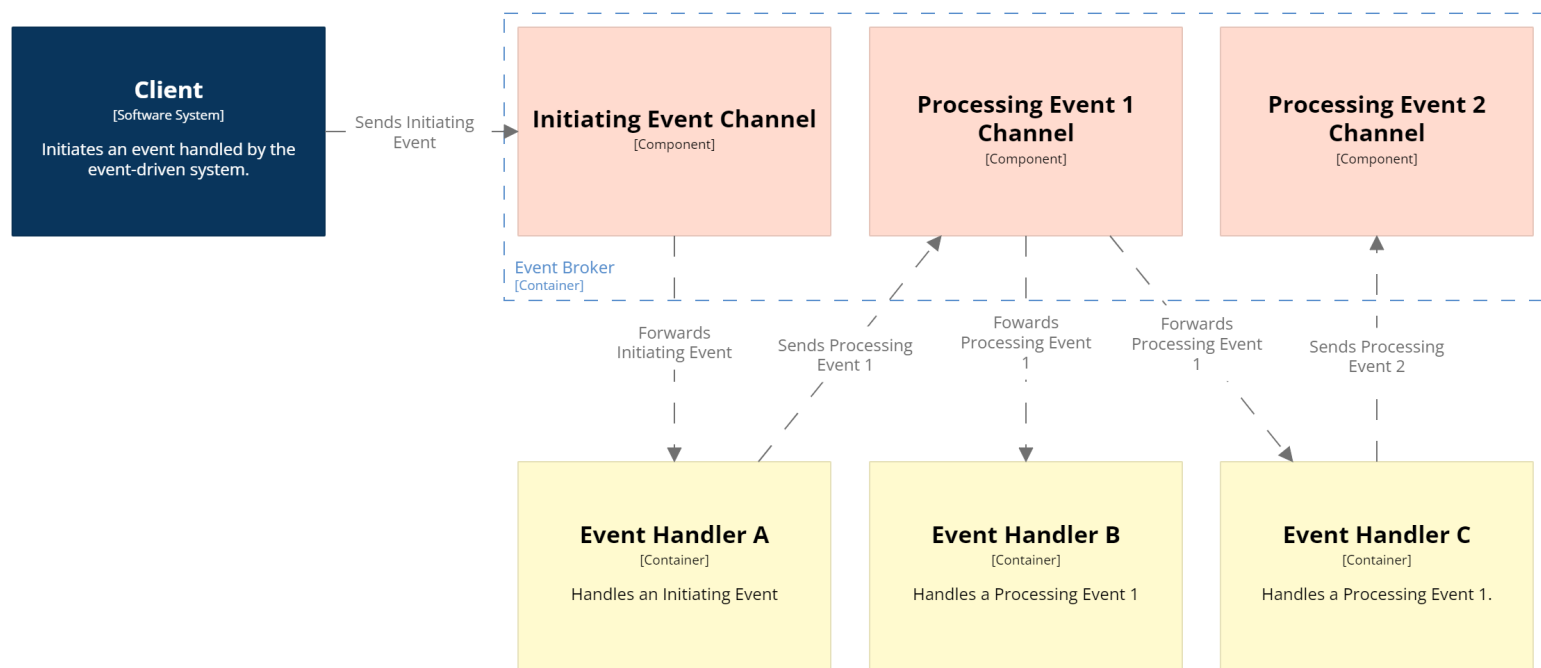 Client
[Software System]
Initiates an event handled by the
event-driven system.
Sends Initiating
Event
Initiating Event Channel
[Component]
Processing Event 1
Channel
[Component]
Processing Event 2
Channel
[Component]
Event Broker
[Container]
Forwards
Initiating Event
Sends Processing
Event 1
Fowards
Processing Event
1
Forwards
Processing Event
1
Sends Processing
Event 2
Event Handler A
[Container]
Handles an Initiating Event
Event Handler B
[Container]
Handles a Processing Event 1
Event Handler C
[Container]
Handles a Processing Event 1.